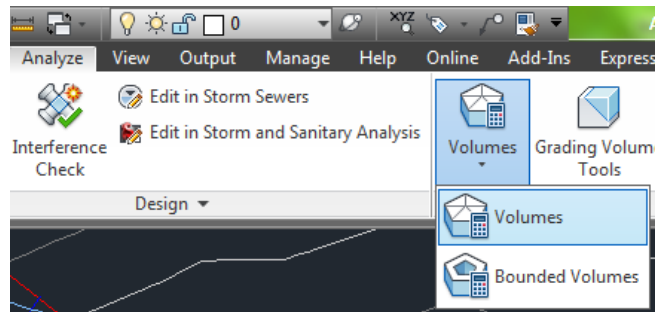 0
XYZ
A
Analyze View Output Manage Help Online Add-Ins Express
Edit in Storm Sewers
Edit in Storm and Sanitary Analysis
Interference
Check
Volumes
Grading Volum
Tools
Design
Volumes
Bounded Volumes